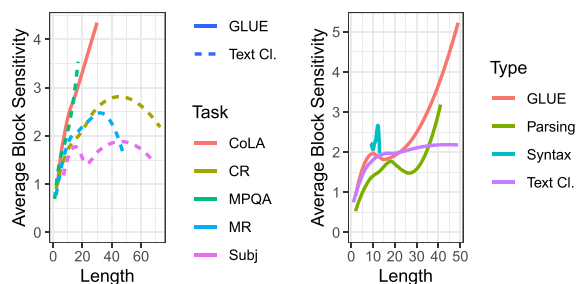 Average Block Sensitivity
4
3
2
1
0
0 20 40 60
Length
GLUE
Text Cl.
Task
CoLA
CR
MPQA
MR
Subj
Average Block Sensitivity
5
4
3
2
1
0
0 10 20 30 40 50
Length
Type
GLUE
Parsing
Syntax
Text Cl.